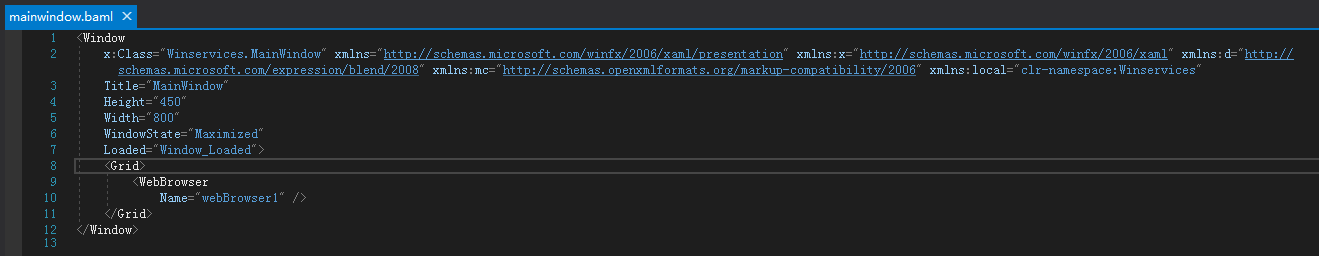 mainwindow.baml ✕
1 <Window
2 x:Class="Winservices.MainWindow" xmlns="http://schemas.microsoft.com/winfx/2006/xaml/presentation" xmlns:x="http://schemas.microsoft.com/winfx/2006/xaml" xmlns:d="http://
schemas.microsoft.com/expression/blend/2008" xmlns:mc="http://schemas.openxmlformats.org/markup-compatibility/2006" xmlns:local="clr-namespace:Winservices"
3 Title="MainWindow"
4 Height="450"
5 Width="800"
6 WindowState="Maximized"
7 Loaded="Window_Loaded">
8 <Grid>
9 <WebBrowser
10 Name="webBrowser1" />
11 </Grid>
12 </Window>
13